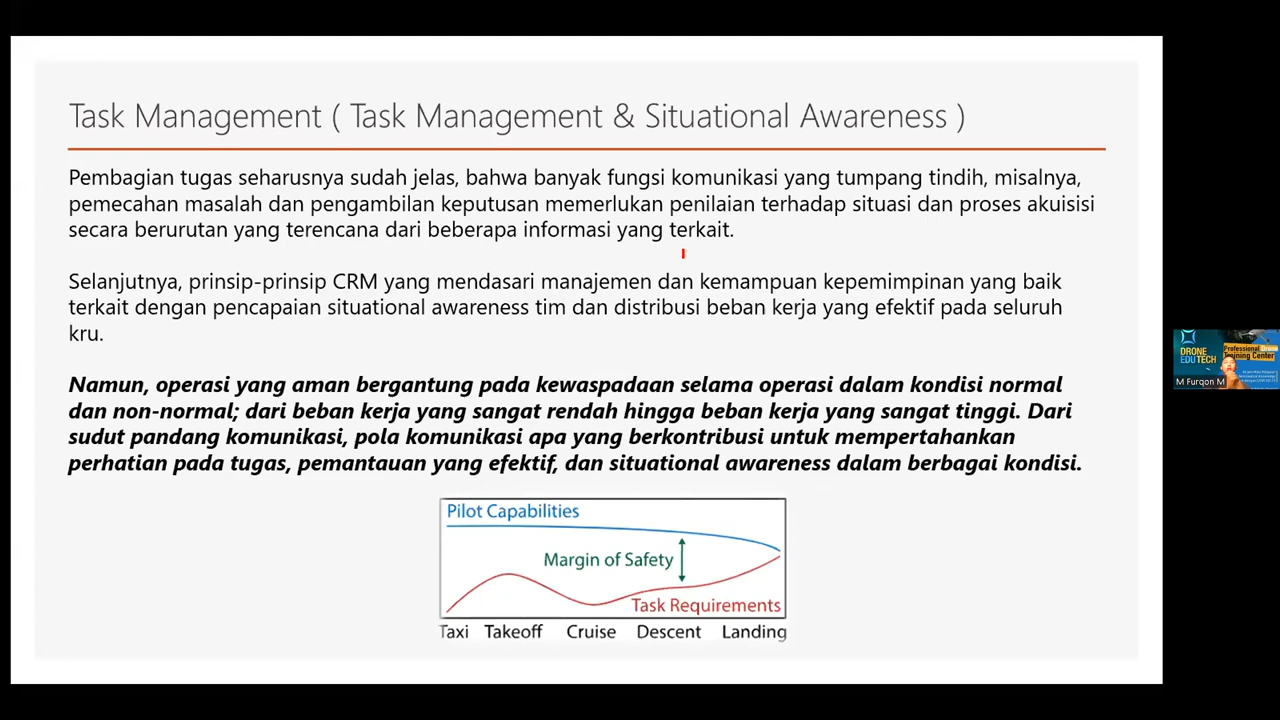 Task Management ( Task Management & Situational Awareness )
Pembagian tugas seharusnya sudah jelas, bahwa banyak fungsi komunikasi yang tumpang tindih, misalnya,
pemecahan masalah dan pengambilan keputusan memerlukan penilaian terhadap situasi dan proses akuisisi
secara berurutan yang terencana dari beberapa informasi yang terkait.
Selanjutnya, prinsip-prinsip CRM yang mendasari manajemen dan kemampuan kepemimpinan yang baik
terkait dengan pencapaian situational awareness tim dan distribusi beban kerja yang efektif pada seluruh
kru.
Namun, operasi yang aman bergantung pada kewaspadaan selama operasi dalam kondisi normal
dan non-normal; dari beban kerja yang sangat rendah hingga beban kerja yang sangat tinggi. Dari
sudut pandang komunikasi, pola komunikasi apa yang berkontribusi untuk mempertahankan
perhatian pada tugas, pemantauan yang efektif, dan situational awareness dalam berbagai kondisi.
Pilot Capabilities
Margin of Safety
Task Requirements
Taxi Takeoff Cruise Descent Landing
DRONE
EDUTECH
Professional Drone
Training Center
M Furqon M